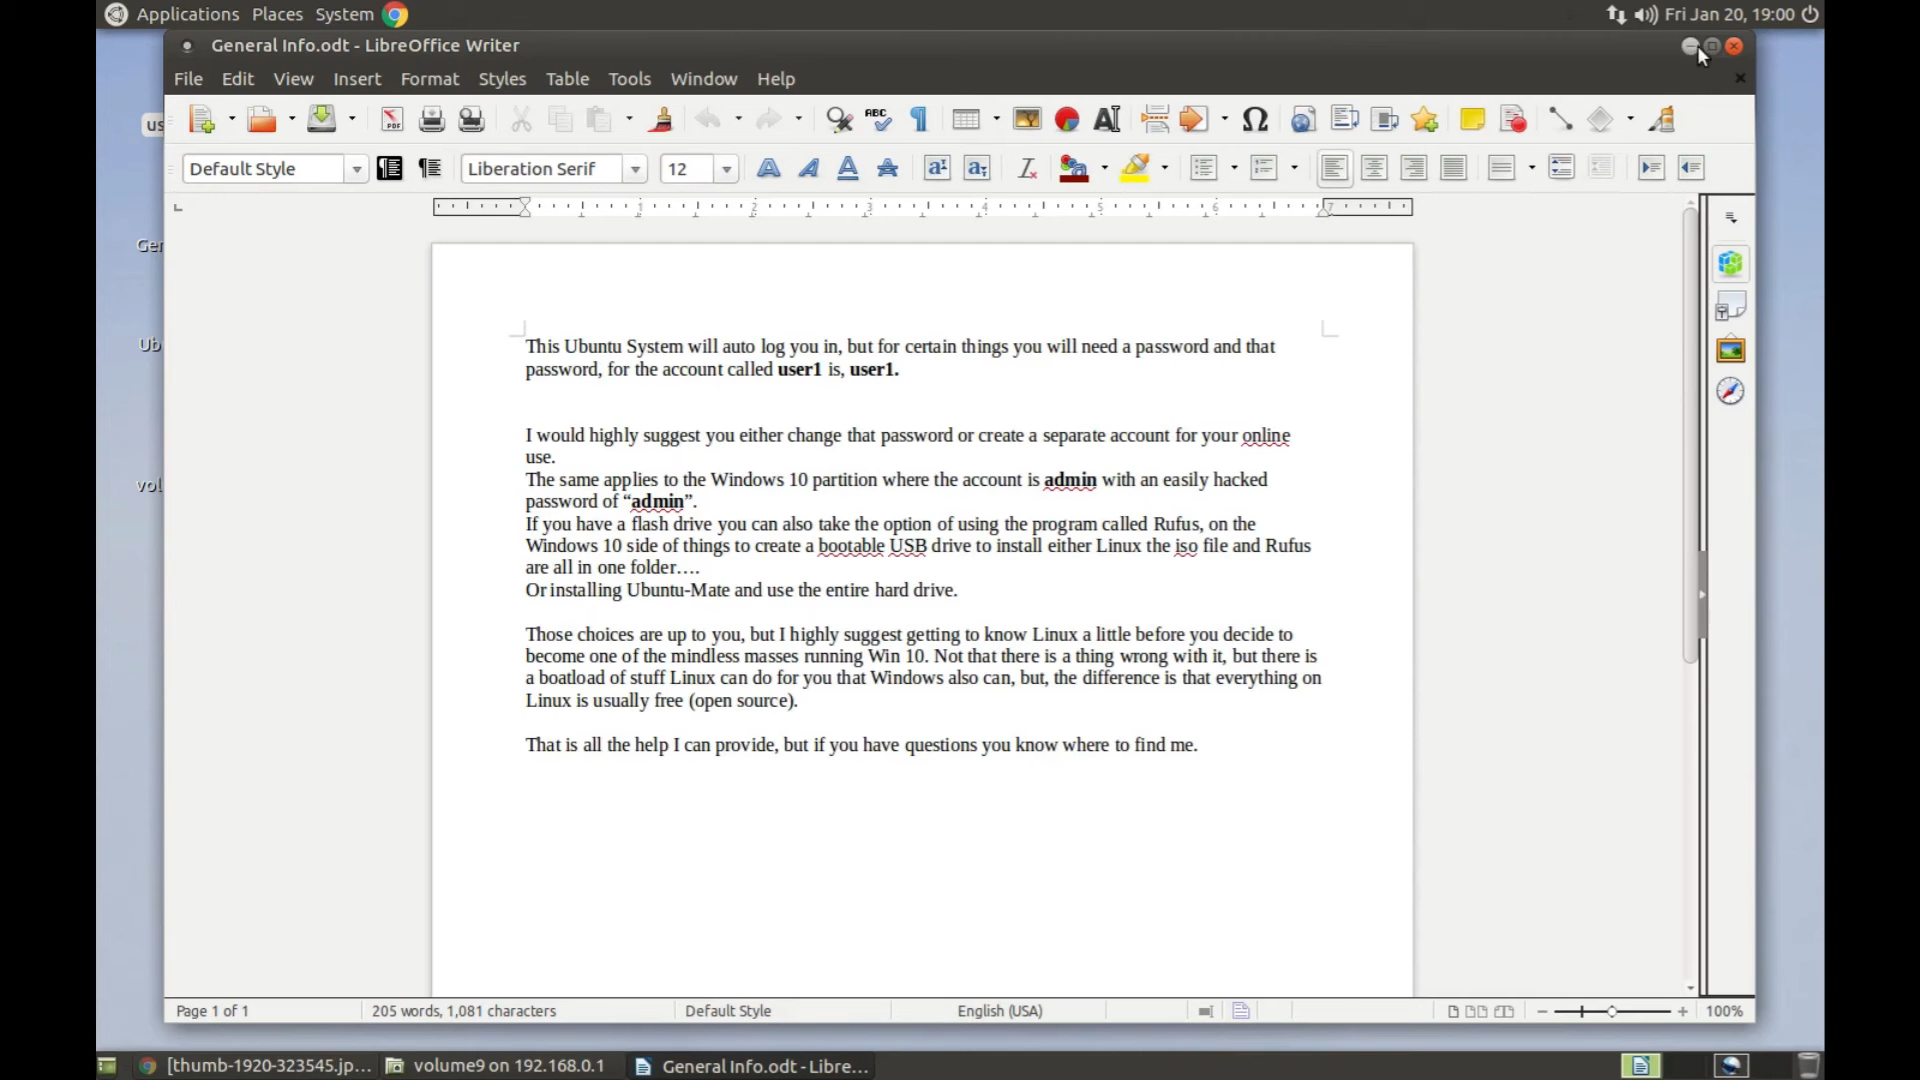 Applications Places System Fri Jan 20, 19:00
General Info.odt - LibreOffice Writer
File Edit View Insert Format Styles Table Tools Window Help
Default Style Liberation Serif 12
1 2 3 4 5 6 7
This Ubuntu System will auto log you in, but for certain things you will need a password and that
password, for the account called user1 is, user1.
I would highly suggest you either change that password or create a separate account for your online
use.
The same applies to the Windows 10 partition where the account is admin with an easily hacked
password of “admin”.
If you have a flash drive you can also take the option of using the program called Rufus, on the
Windows 10 side of things to create a bootable USB drive to install either Linux the iso file and Rufus
are all in one folder….
Or installing Ubuntu-Mate and use the entire hard drive.
Those choices are up to you, but I highly suggest getting to know Linux a little before you decide to
become one of the mindless masses running Win 10. Not that there is a thing wrong with it, but there is
a boatload of stuff Linux can do for you that Windows also can, but, the difference is that everything on
Linux is usually free (open source).
That is all the help I can provide, but if you have questions you know where to find me.
us
Ger
Ub
vol
Page 1 of 1 205 words, 1,081 characters Default Style English (USA) 100%
[thumb-1920-323545.jp... volume9 on 192.168.0.1 General Info.odt - Libre...